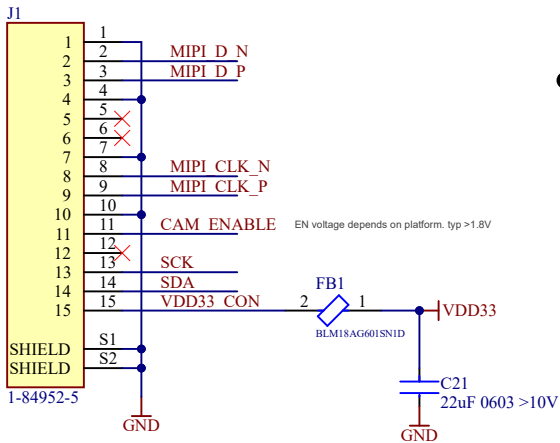 J1
1 1
2 2 MIPI_D_N
3 3 MIPI_D_P
4 4
5 5
6 6
7 7
8 8 MIPI_CLK_N
9 9 MIPI_CLK_P
10 10
11 11 CAM_ENABLE EN voltage depends on platform. typ >1.8V
12 12
13 13 SCK
14 14 SDA
15 15 VDD33_CON
FB1
2 1
VDD33
BLM18AG601SN1D
SHIELD S1
SHIELD S2
1-84952-5
C21
22uF 0603 >10V
GND
GND